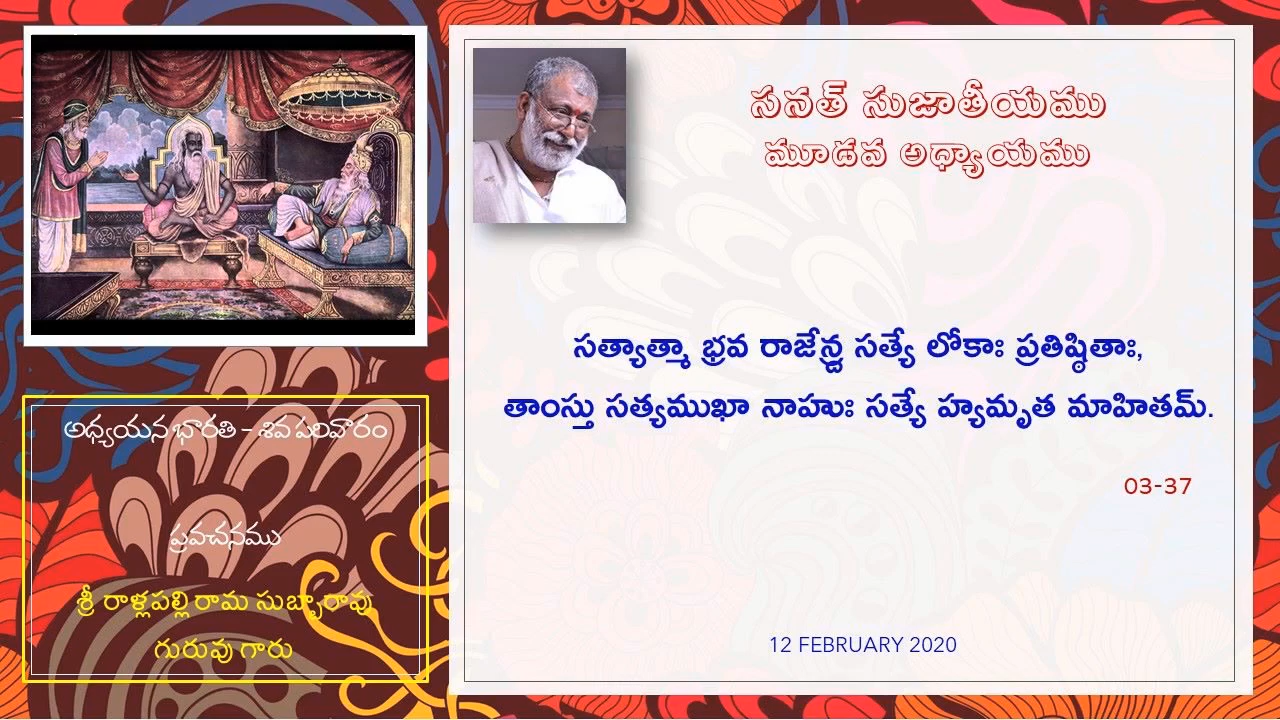 సనత్ సుజాతీయము
మూడవ అధ్యాయము
సత్యాత్మా భ్రవ రాజేన్ద్ర సత్యే లోకాః ప్రతిష్ఠితాః,
తాంస్తు సత్యముఖా నాహుః సత్యే హ్యమృత మాహితమ్.
03-37
12 FEBRUARY 2020
అధ్యయన భారతి - శివ పరివారం
ప్రవచనము
శ్రీ రాళ్లపల్లి రామ సుబ్బారావు
గురువు గారు